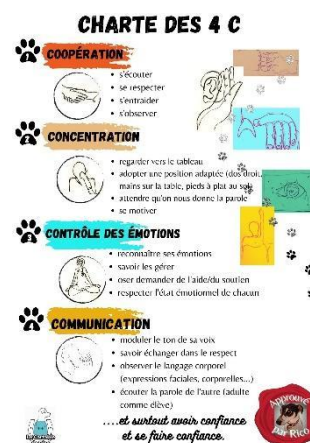 CHARTE DES 4 C
1 COOPÉRATION
• s'écouter
• se respecter
• s'entraider
• s'observer
2 CONCENTRATION
• regarder vers le tableau
• adopter une position adaptée (dos droit,
mains sur la table, pieds à plat au sol)
• attendre qu'on nous donne la parole
• se motiver
3 CONTRÔLE DES ÉMOTIONS
• reconnaître ses émotions
• savoir les gérer
• oser demander de l'aide/du soutien
• respecter l'état émotionnel de chacun
4 COMMUNICATION
• moduler le ton de sa voix
• savoir échanger dans le respect
• observer le langage corporel
(expressions faciales, corporelles...)
• écouter la parole de l'autre (adulte
comme élève)
....et surtout avoir confiance
et se faire confiance.
Approuvé
par Rico